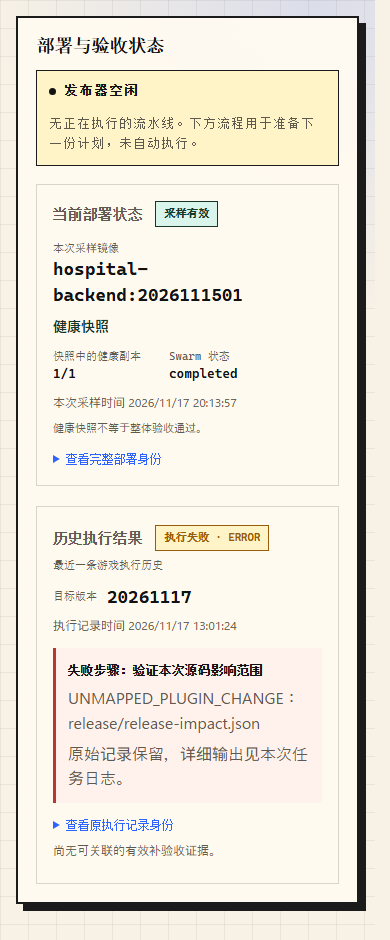 部署与验收状态
发布器空闲
无正在执行的流水线。下方流程用于准备下
一份计划，未自动执行。
当前部署状态
采样有效
本次采样镜像
hospital-
backend:2026111501
健康快照
快照中的健康副本
Swarm 状态
1/1
completed
本次采样时间 2026/11/17 20:13:57
健康快照不等于整体验收通过。
查看完整部署身份
历史执行结果
执行失败 · ERROR
最近一条游戏执行历史
目标版本 20261117
执行记录时间 2026/11/17 13:01:24
失败步骤：验证本次源码影响范围
UNMAPPED_PLUGIN_CHANGE：
release/release-impact.json
原始记录保留，详细输出见本次任
务日志。
查看原执行记录身份
尚无可关联的有效补验收证据。